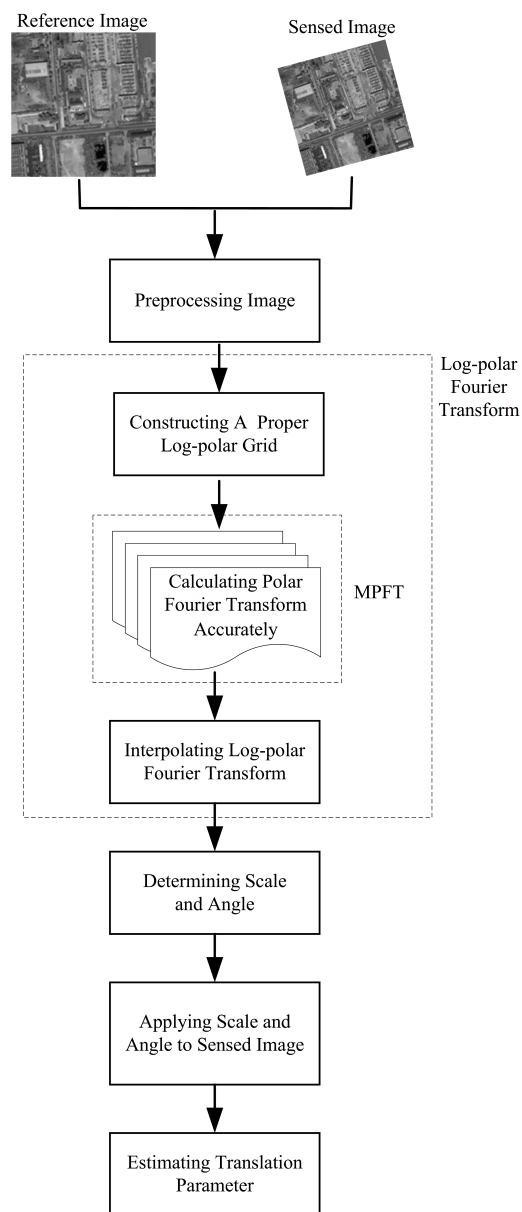 Reference Image
Sensed Image
Preprocessing Image
Log-polar
Fourier
Transform
Constructing A Proper
Log-polar Grid
Calculating Polar
Fourier Transform
Accurately
MPFT
Interpolating Log-polar
Fourier Transform
Determining Scale
and Angle
Applying Scale and
Angle to Sensed Image
Estimating Translation
Parameter